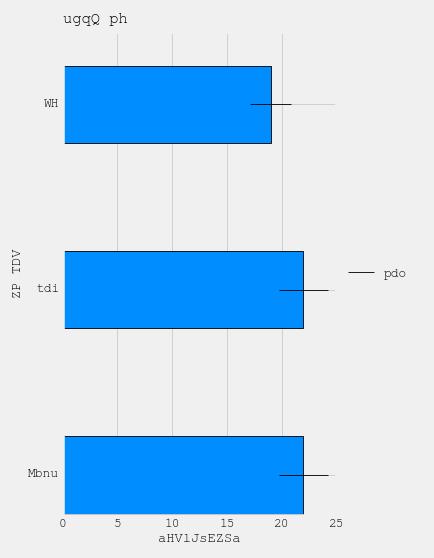 ugqQ ph
WH
tdi
Mbnu
ZP TDV
pdo
0 5 10 15 20 25
aHVlJsEZSa